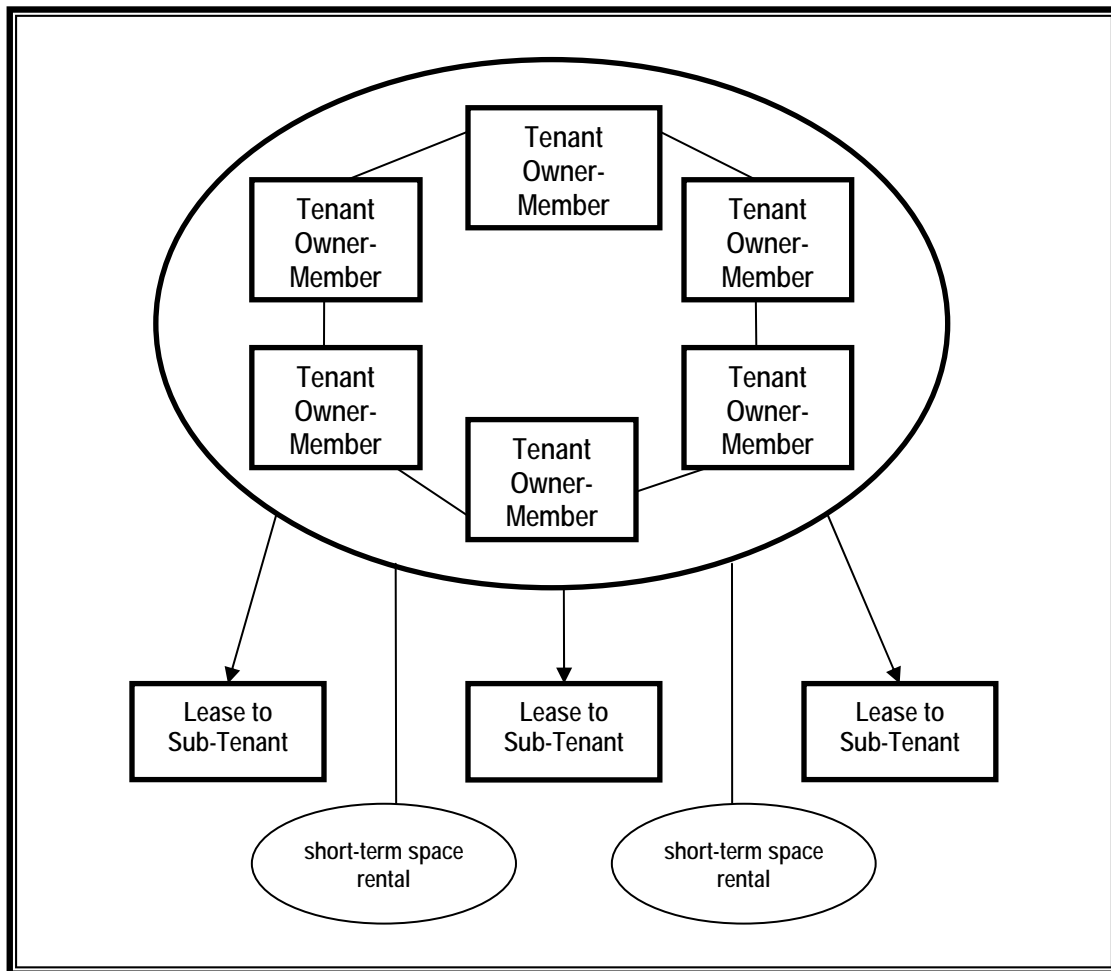 Tenant
Owner-
Member
Tenant
Owner-
Member
Tenant
Owner-
Member
Tenant
Owner-
Member
Tenant
Owner-
Member
Tenant
Owner-
Member
Lease to
Sub-Tenant
Lease to
Sub-Tenant
Lease to
Sub-Tenant
short-term space
rental
short-term space
rental